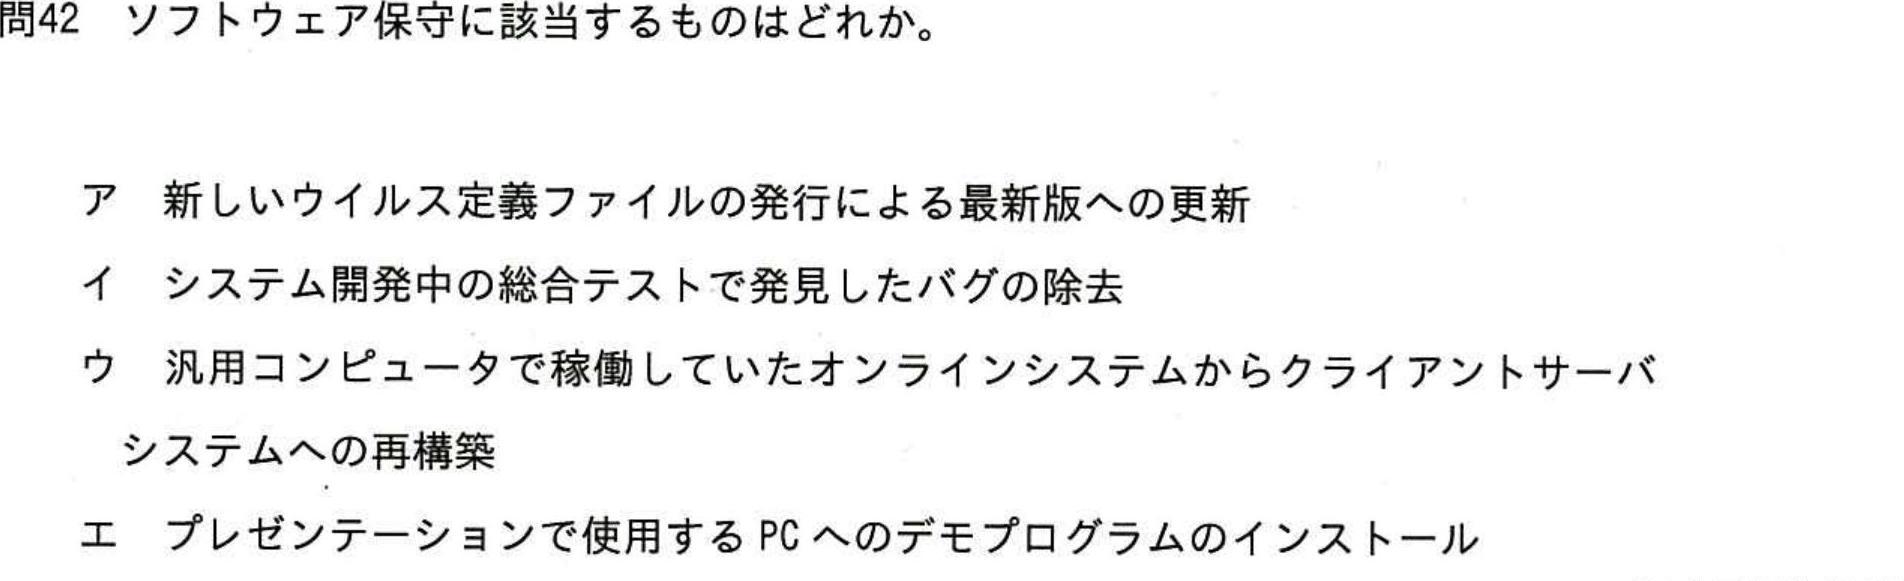 問42　ソフトウェア保守に該当するものはどれか。
ア　新しいウイルス定義ファイルの発行による最新版への更新
イ　システム開発中の総合テストで発見したバグの除去
ウ　汎用コンピュータで稼働していたオンラインシステムからクライアントサーバ
システムへの再構築
エ　プレゼンテーションで使用する PC へのデモプログラムのインストール